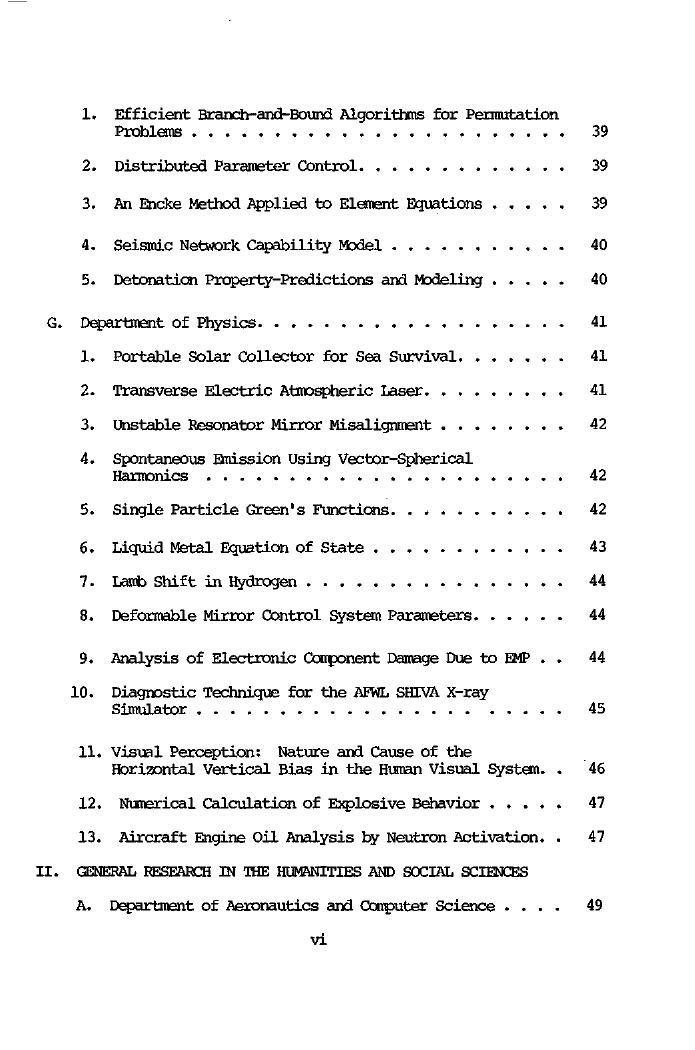 1. Efficient Branch-and-Bound Algorithms for Permutation
Problems . . . . . . . . . . . . . . . . . . . . . . . 39
2. Distributed Parameter Control. . . . . . . . . . . . . 39
3. An Encke Method Applied to Element Equations . . . . . 39
4. Seismic Network Capability Model . . . . . . . . . . . 40
5. Detonation Property-Predictions and Modeling . . . . . 40
G. Department of Physics. . . . . . . . . . . . . . . . . . . 41
1. Portable Solar Collector for Sea Survival. . . . . . . 41
2. Transverse Electric Atmospheric Laser. . . . . . . . . 41
3. Unstable Resonator Mirror Misalignment . . . . . . . . 42
4. Spontaneous Emission Using Vector-Spherical
Harmonics . . . . . . . . . . . . . . . . . . . . . . 42
5. Single Particle Green's Functions. . . . . . . . . . . 42
6. Liquid Metal Equation of State . . . . . . . . . . . . 43
7. Lamb Shift in Hydrogen . . . . . . . . . . . . . . . . 44
8. Deformable Mirror Control System Parameters. . . . . . 44
9. Analysis of Electronic Component Damage Due to EMP . . 44
10. Diagnostic Technique for the AFWL SHIVA X-ray
Simulator . . . . . . . . . . . . . . . . . . . . . . 45
11. Visual Perception: Nature and Cause of the
Horizontal Vertical Bias in the Human Visual System. . 46
12. Numerical Calculation of Explosive Behavior . . . . . 47
13. Aircraft Engine Oil Analysis by Neutron Activation. . 47
II. GENERAL RESEARCH IN THE HUMANITIES AND SOCIAL SCIENCES
A. Department of Aeronautics and Computer Science . . . . 49
vi